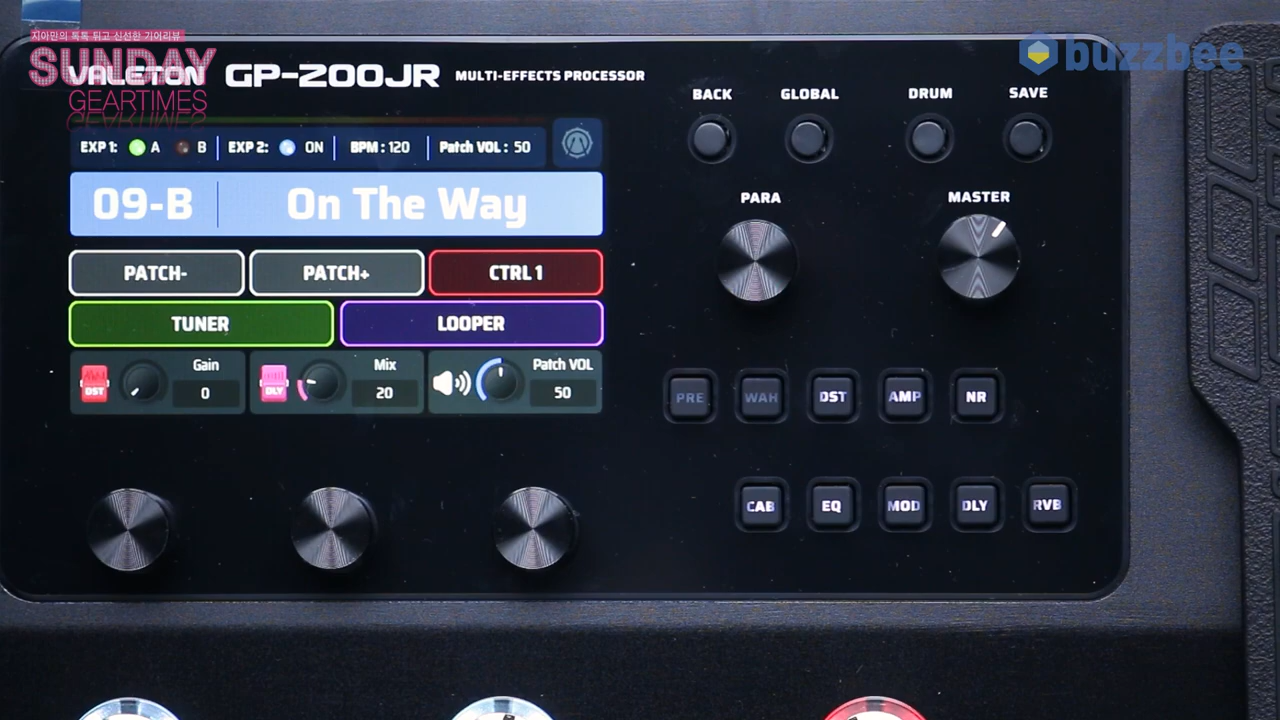 지아민의 톡톡 튀고 신선한 기어리뷰
SUNDAY
GEARTIMES
buzzbee
VALETON GP-200JR MULTI-EFFECTS PROCESSOR
BACK GLOBAL DRUM SAVE
EXP 1: A B EXP 2: ON BPM : 120 Patch VOL : 50
09-B On The Way
PARA MASTER
PATCH- PATCH+ CTRL 1
TUNER LOOPER
DST Gain 0
DLY Mix 20
Patch VOL 50
PRE WAH DST AMP NR
CAB EQ MOD DLY RVB